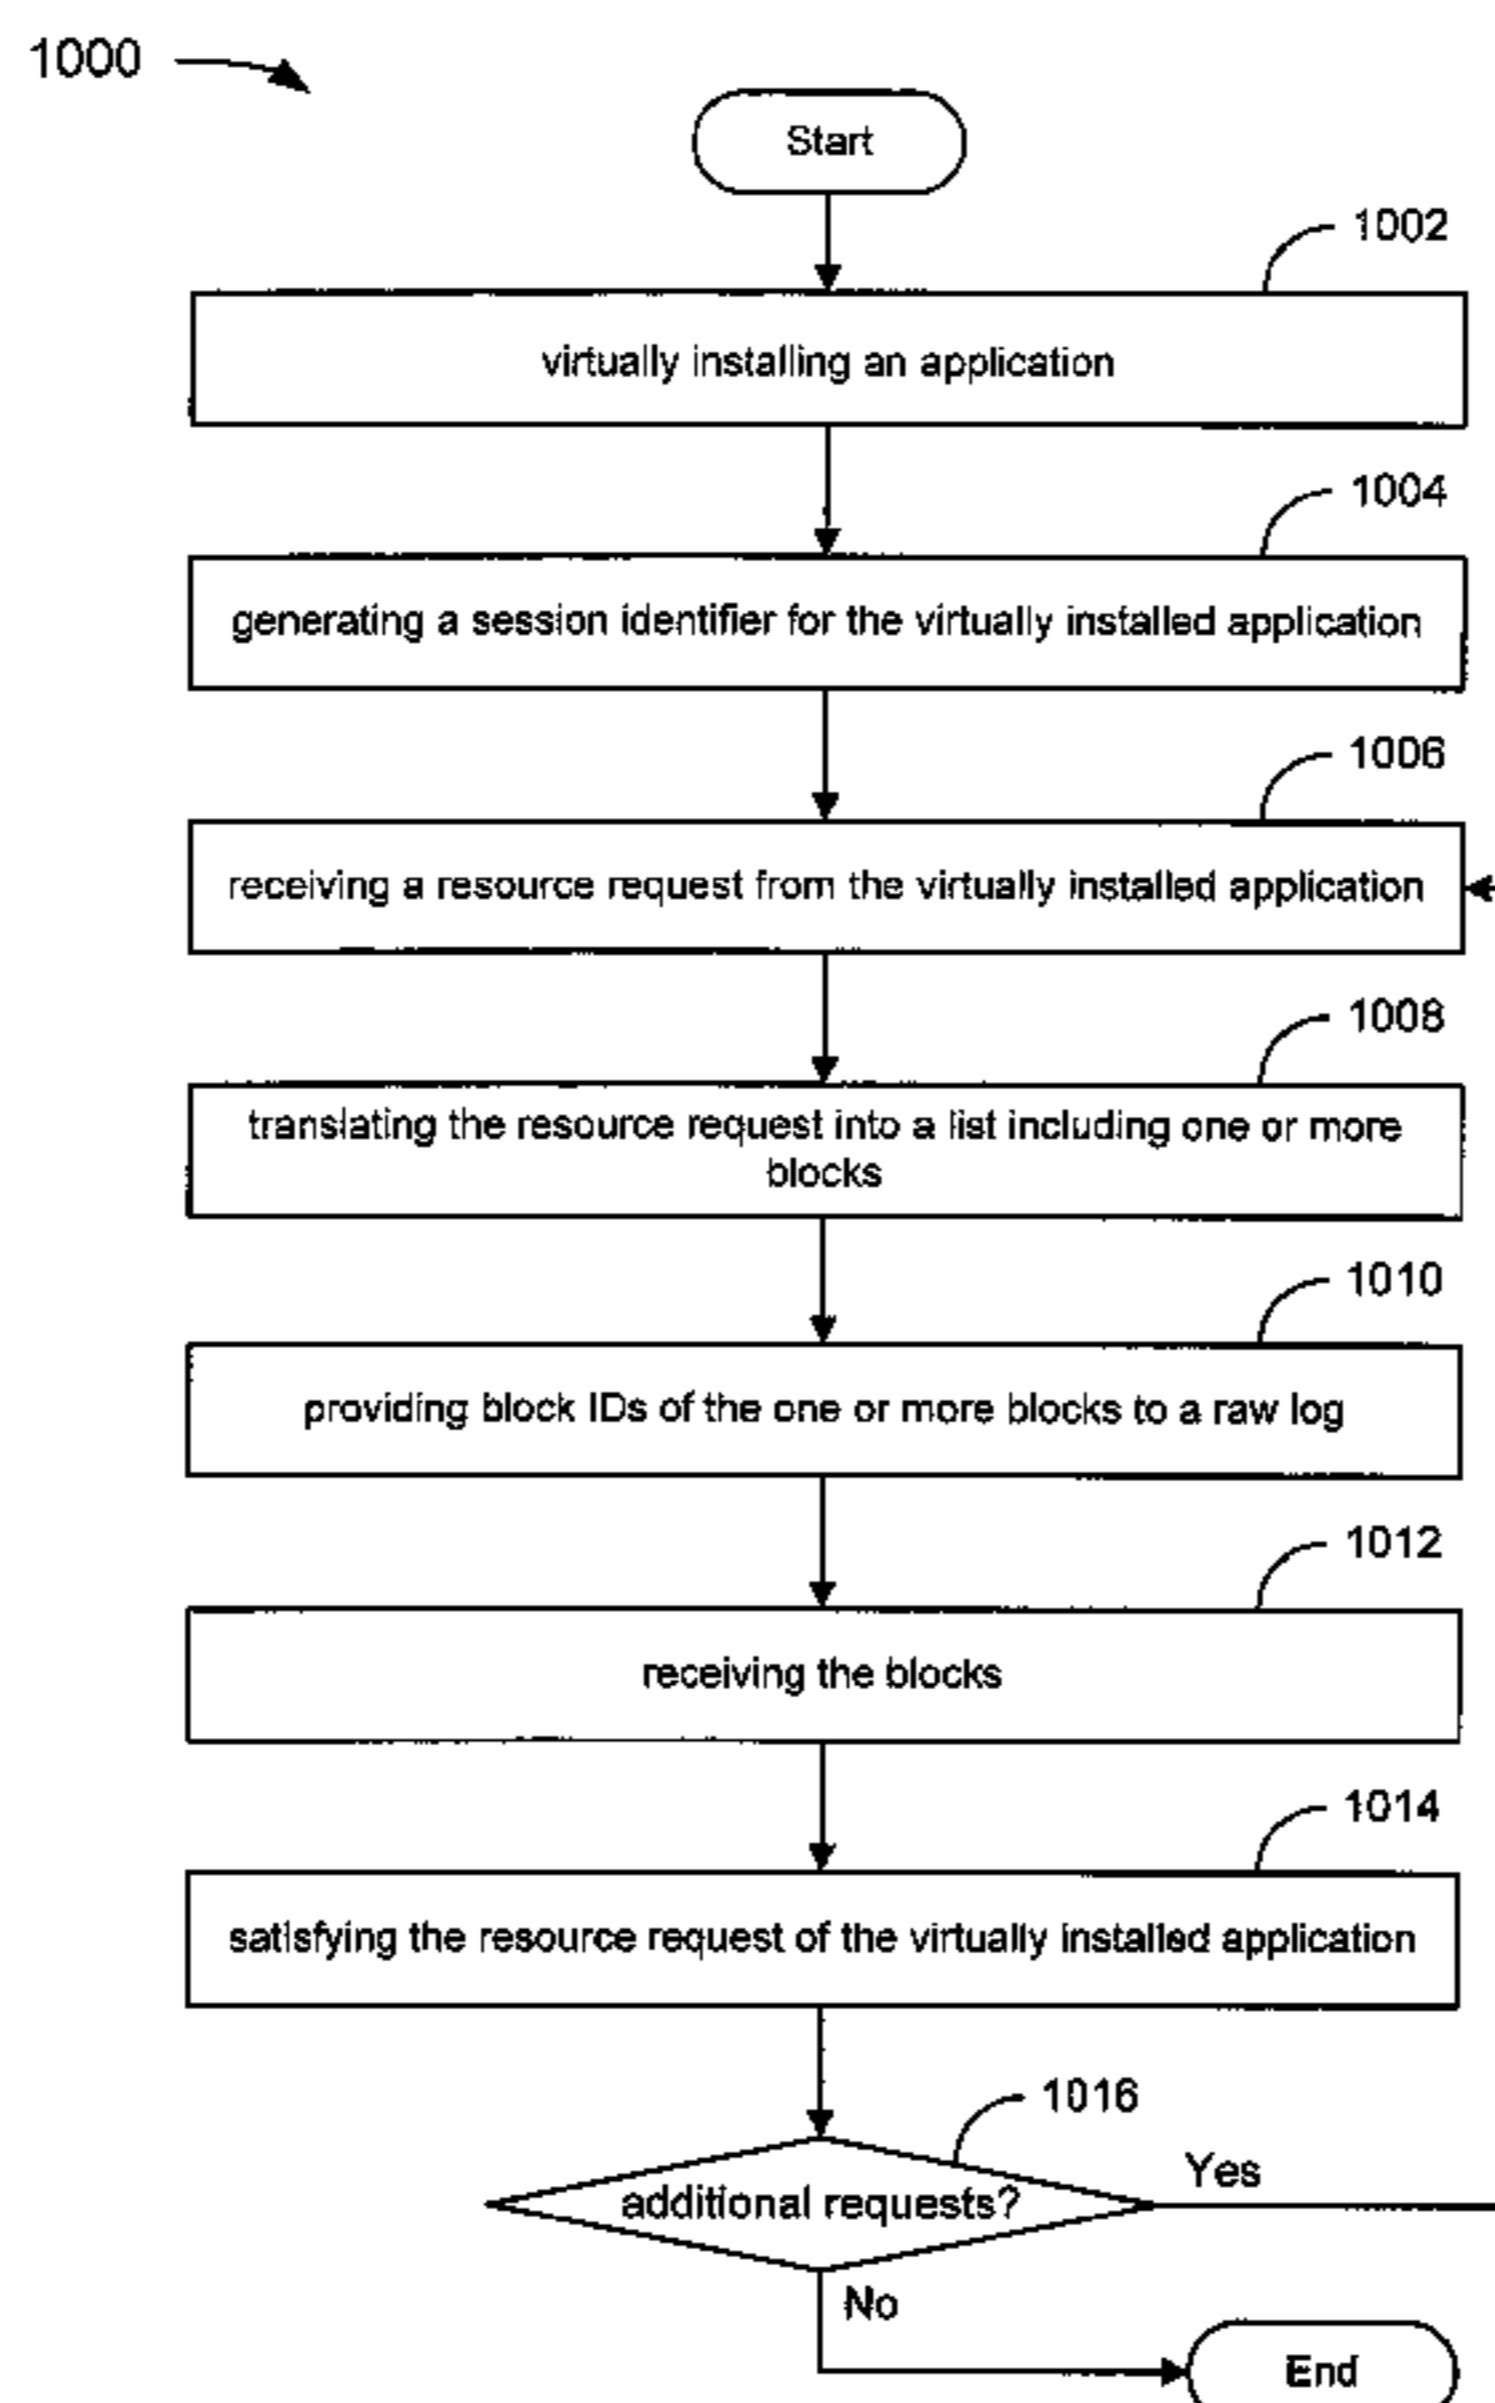 1000
Start
1002
virtually installing an application
1004
generating a session identifier for the virtually installed application
1006
receiving a resource request from the virtually installed application
1008
translating the resource request into a list including one or more
blocks
1010
providing block IDs of the one or more blocks to a raw log
1012
receiving the blocks
1014
satisfying the resource request of the virtually installed application
1016
additional requests?
Yes
No
End